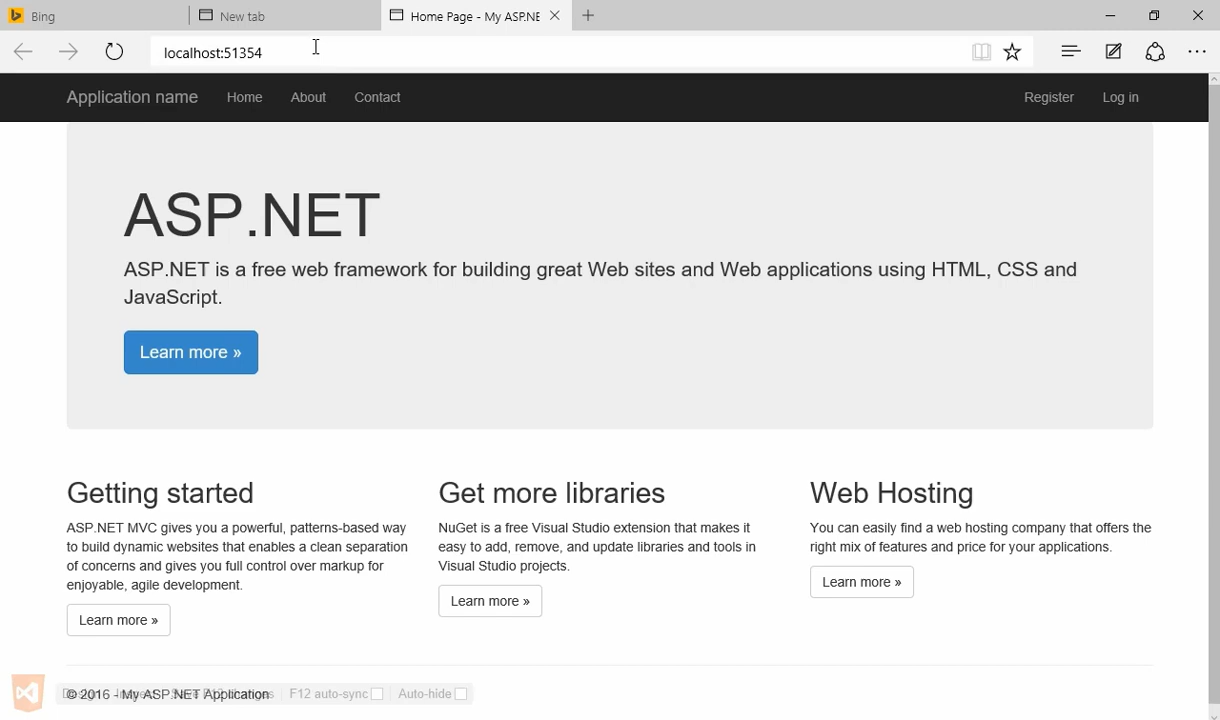 Bing
New tab
Home Page - My ASP.NE
localhost:51354
Application name
Home
About
Contact
Register
Log in
ASP.NET
ASP.NET is a free web framework for building great Web sites and Web applications using HTML, CSS and
JavaScript.
Learn more »
Getting started
ASP.NET MVC gives you a powerful, patterns-based way
to build dynamic websites that enables a clean separation
of concerns and gives you full control over markup for
enjoyable, agile development.
Learn more »
Get more libraries
NuGet is a free Visual Studio extension that makes it
easy to add, remove, and update libraries and tools in
Visual Studio projects.
Learn more »
Web Hosting
You can easily find a web hosting company that offers the
right mix of features and price for your applications.
Learn more »
© 2016 - My ASP.NET Application
F12 auto-sync
Auto-hide